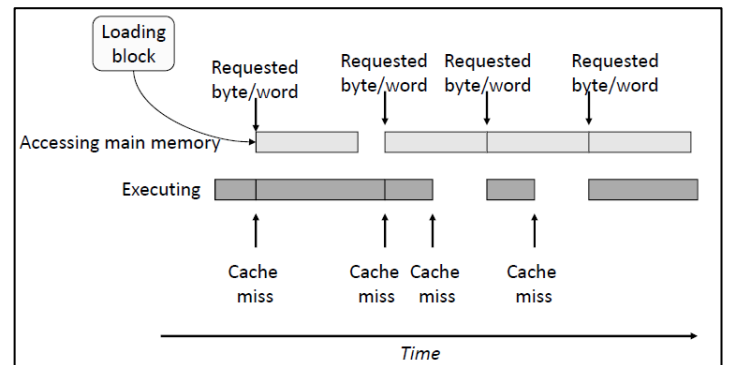 Loading
block
Requested
byte/word
Requested
byte/word
Requested
byte/word
Requested
byte/word
Accessing main memory
Executing
Cache
miss
Cache
miss
Cache
miss
Cache
miss
Time